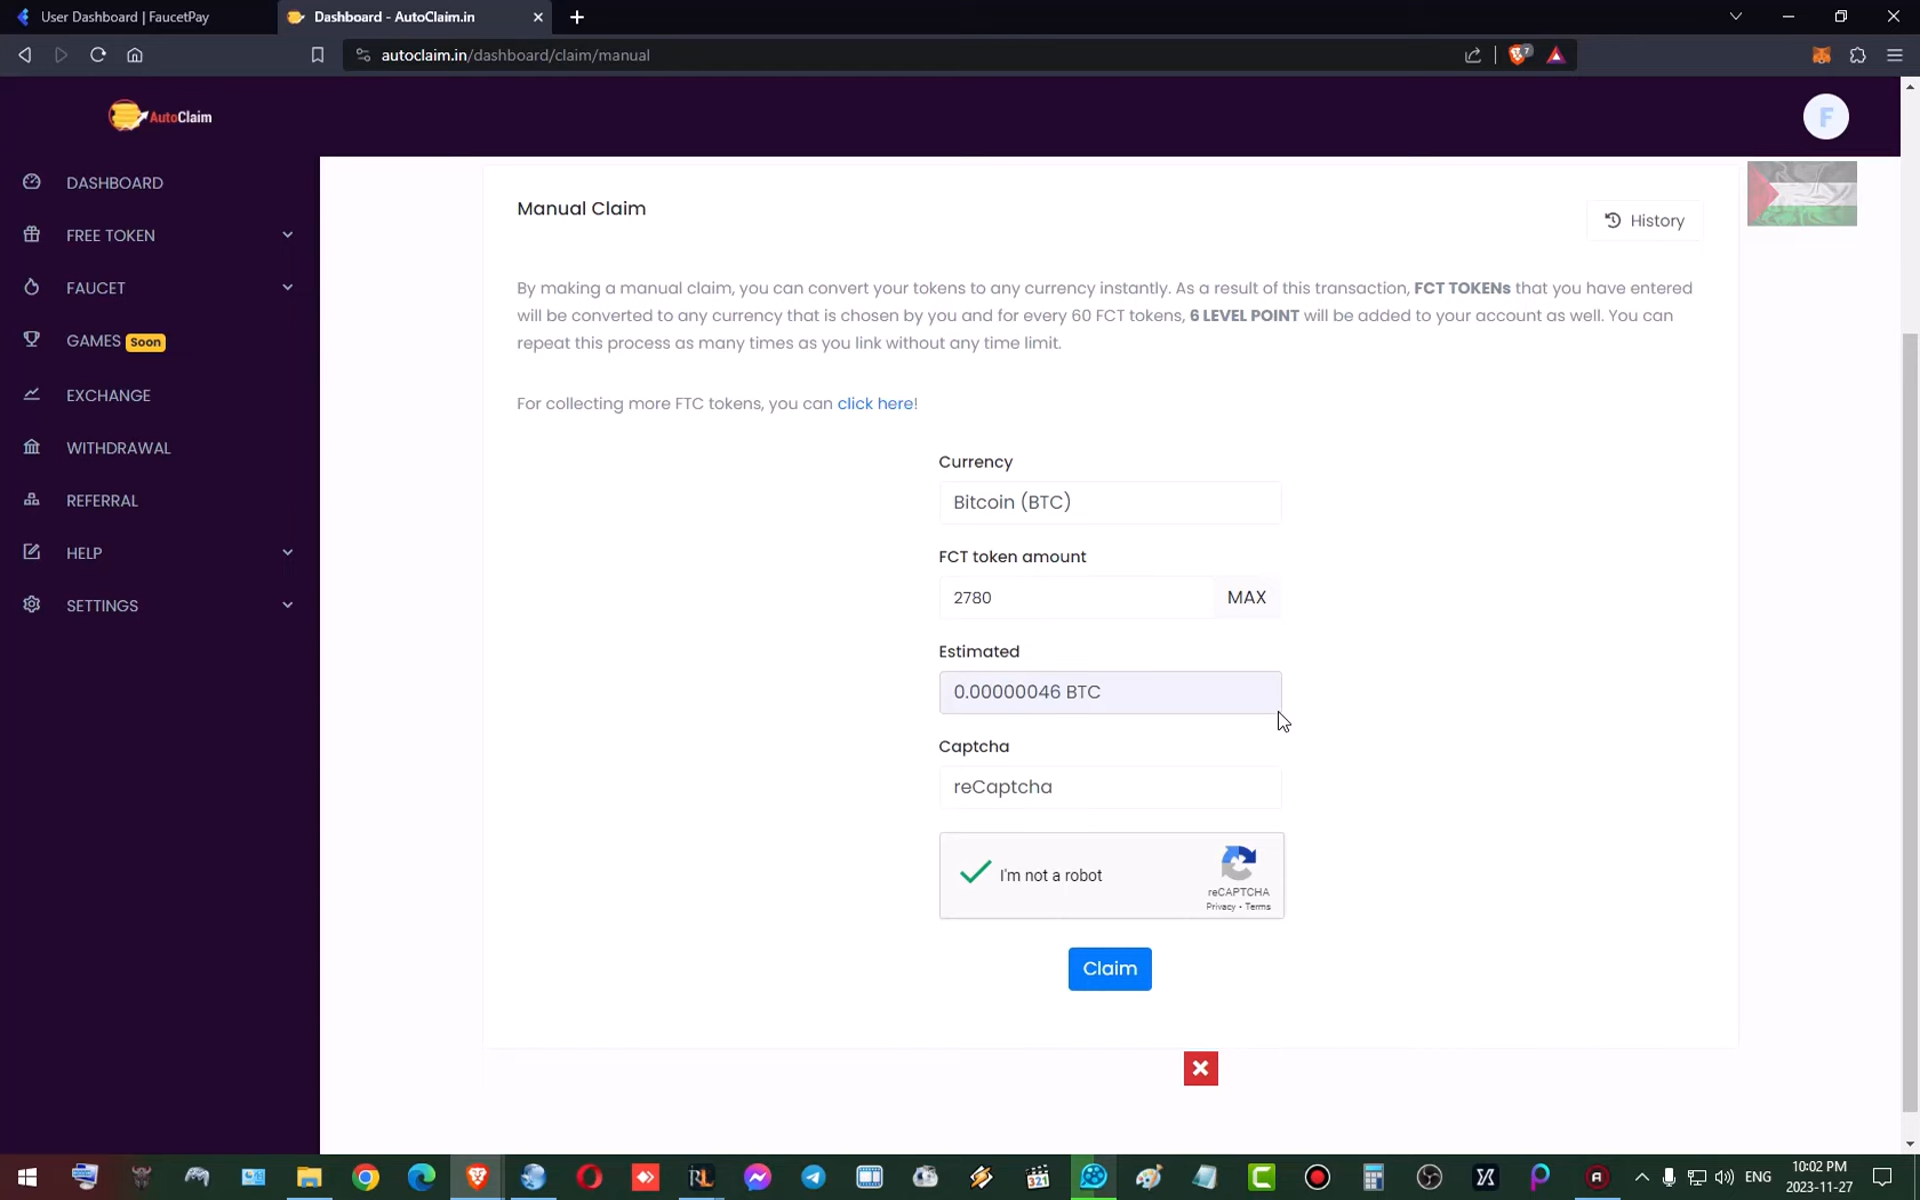 User Dashboard | FaucetPay
Dashboard - AutoClaim.in
autoclaim.in/dashboard/claim/manual
7
AutoClaim
F
DASHBOARD
FREE TOKEN
FAUCET
GAMES Soon
EXCHANGE
WITHDRAWAL
REFERRAL
HELP
SETTINGS
Manual Claim
History
By making a manual claim, you can convert your tokens to any currency instantly. As a result of this transaction, FCT TOKENs that you have entered
will be converted to any currency that is chosen by you and for every 60 FCT tokens, 6 LEVEL POINT will be added to your account as well. You can
repeat this process as many times as you link without any time limit.
For collecting more FTC tokens, you can click here!
Currency
Bitcoin (BTC)
FCT token amount
2780
MAX
Estimated
0.00000046 BTC
Captcha
reCaptcha
I'm not a robot
reCAPTCHA
Privacy • Terms
Claim
RL
321
ENG
10:02 PM
2023-11-27